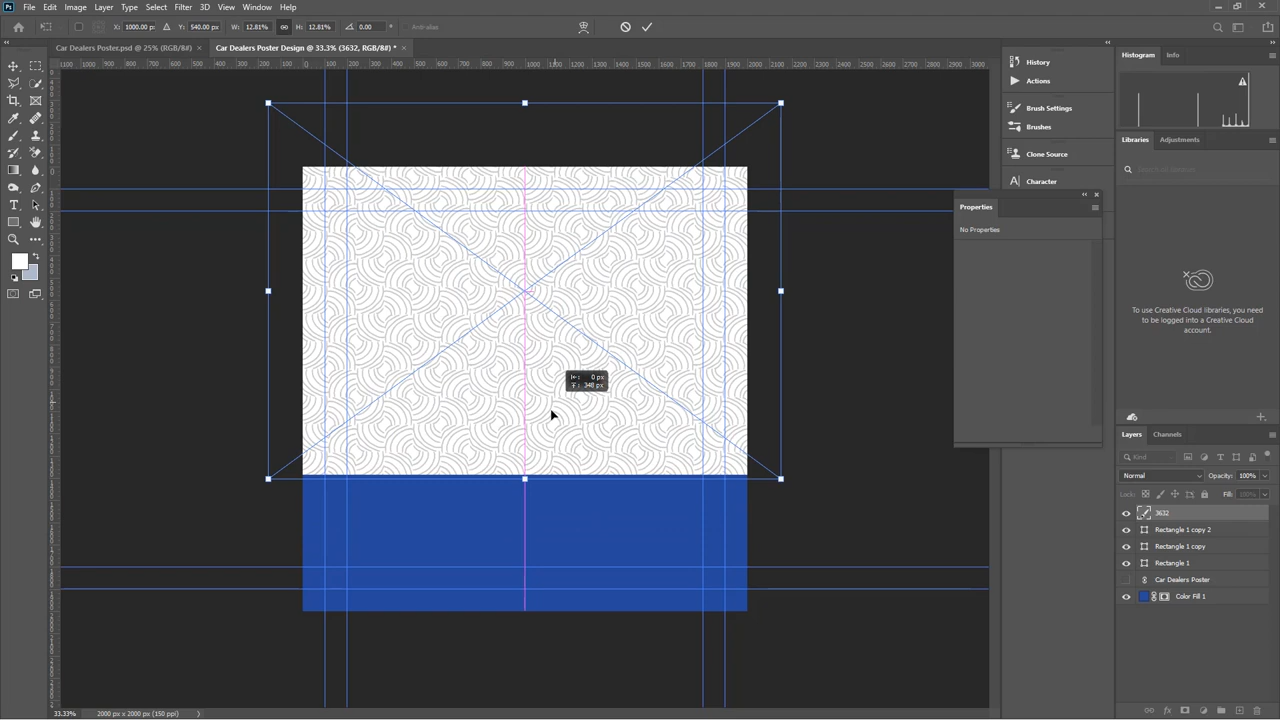 File Edit Image Layer Type Select Filter 3D View Window Help
X: 1000.00 px Y: 540.00 px W: 12.81% H: 12.81% 0.00 Anti-alias
Car Dealers Poster.psd @ 25% (RGB/8#) × Car Dealers Poster Design @ 33.3% (3632, RGB/8#) * ×
History
Actions
Brush Settings
Brushes
Clone Source
Character
Histogram Info
Libraries Adjustments
Properties
No Properties
To use Creative Cloud libraries, you
need to be logged into a Creative Cloud
account.
0 px
348 px
Layers Channels
Kind
Normal Opacity: 100%
Lock: Fill: 100%
3632
Rectangle 1 copy 2
Rectangle 1 copy
Rectangle 1
Car Dealers Poster
Color Fill 1
33.33% 2000 px x 2000 px (150 ppi)